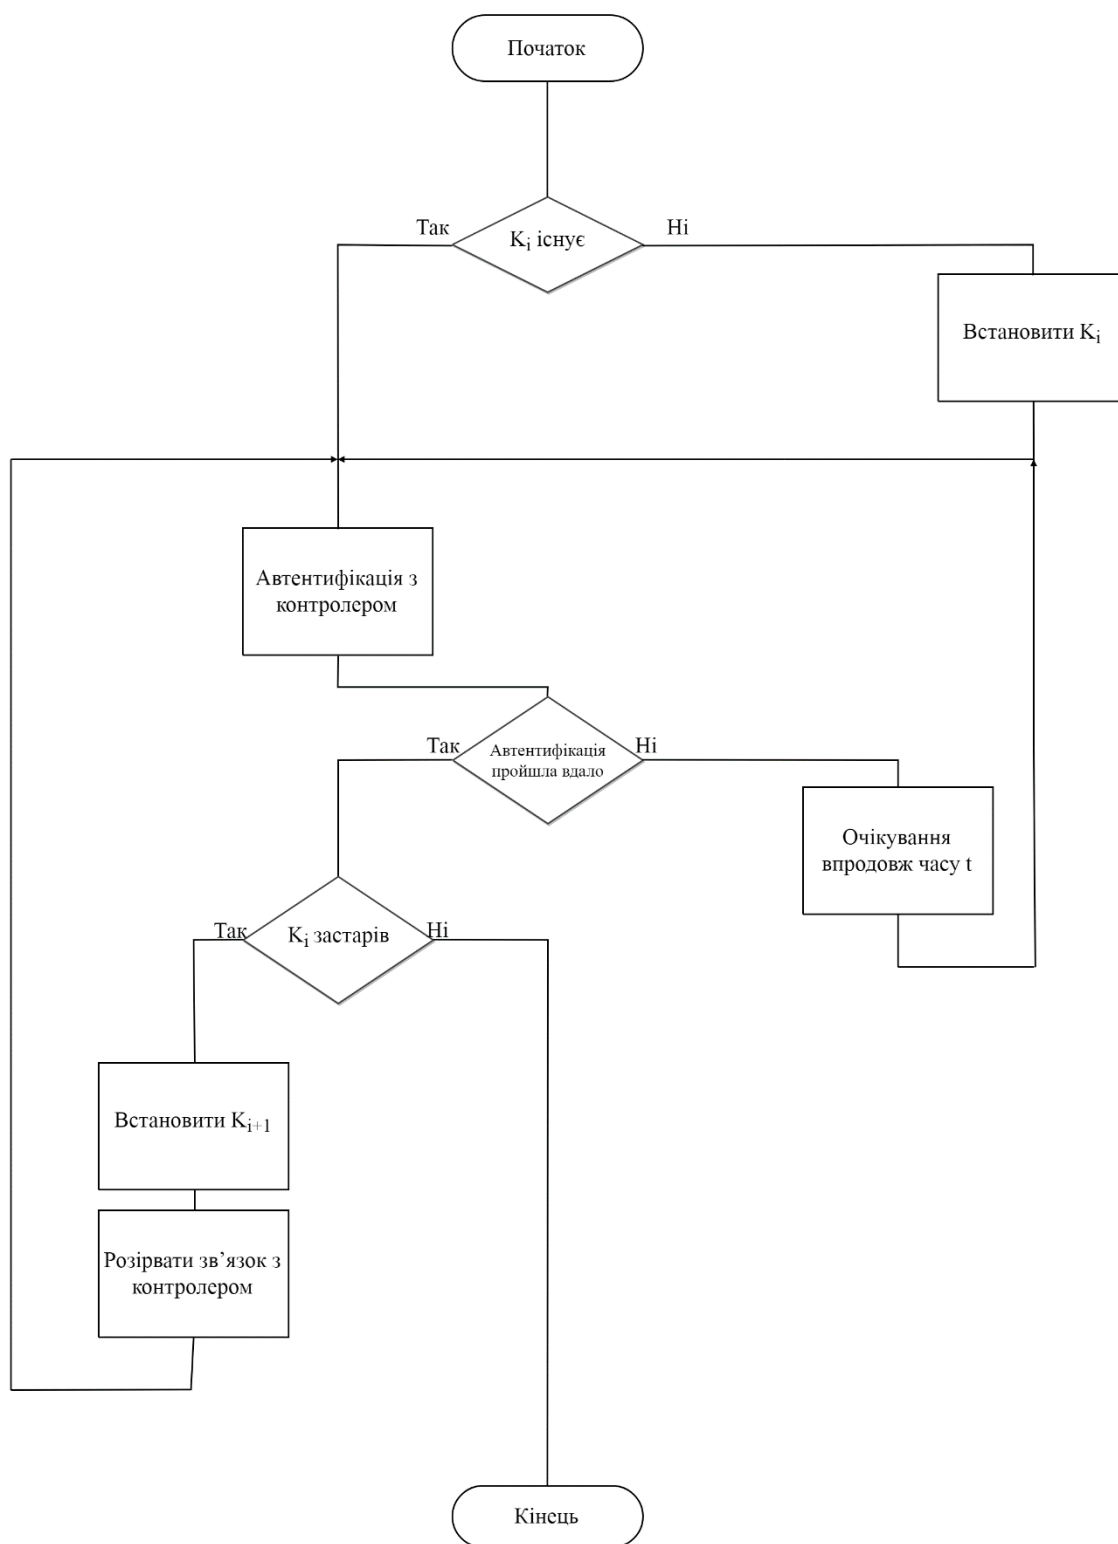 Початок
Так
Ні
Ki існує
Встановити Ki
Автентифікація з
контролером
Так
Ні
Автентифікація
пройшла вдало
Очікування
впродовж часу t
Так
Ні
Ki застарів
Встановити Ki+1
Розірвати зв’язок з
контролером
Кінець